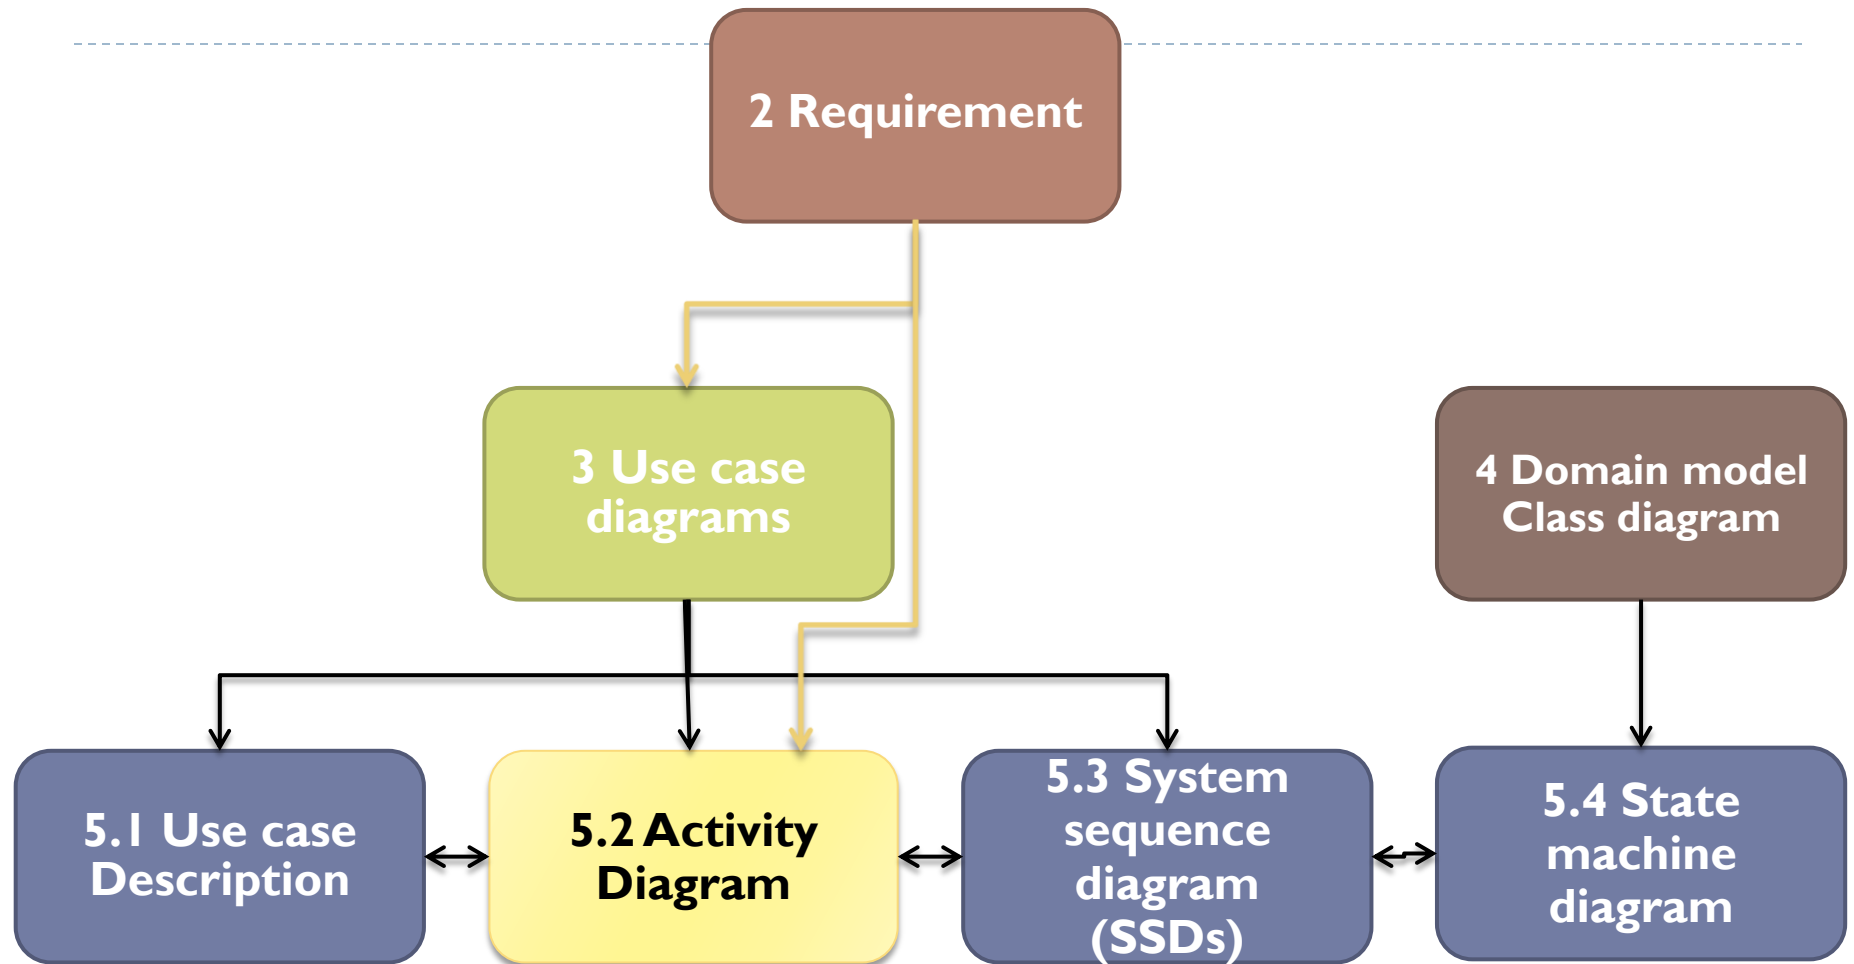 2 Requirement
3 Use case
diagrams
4 Domain model
Class diagram
5.1 Use case
Description
5.2 Activity
Diagram
5.3 System
sequence
diagram
(SSDs)
5.4 State
machine
diagram